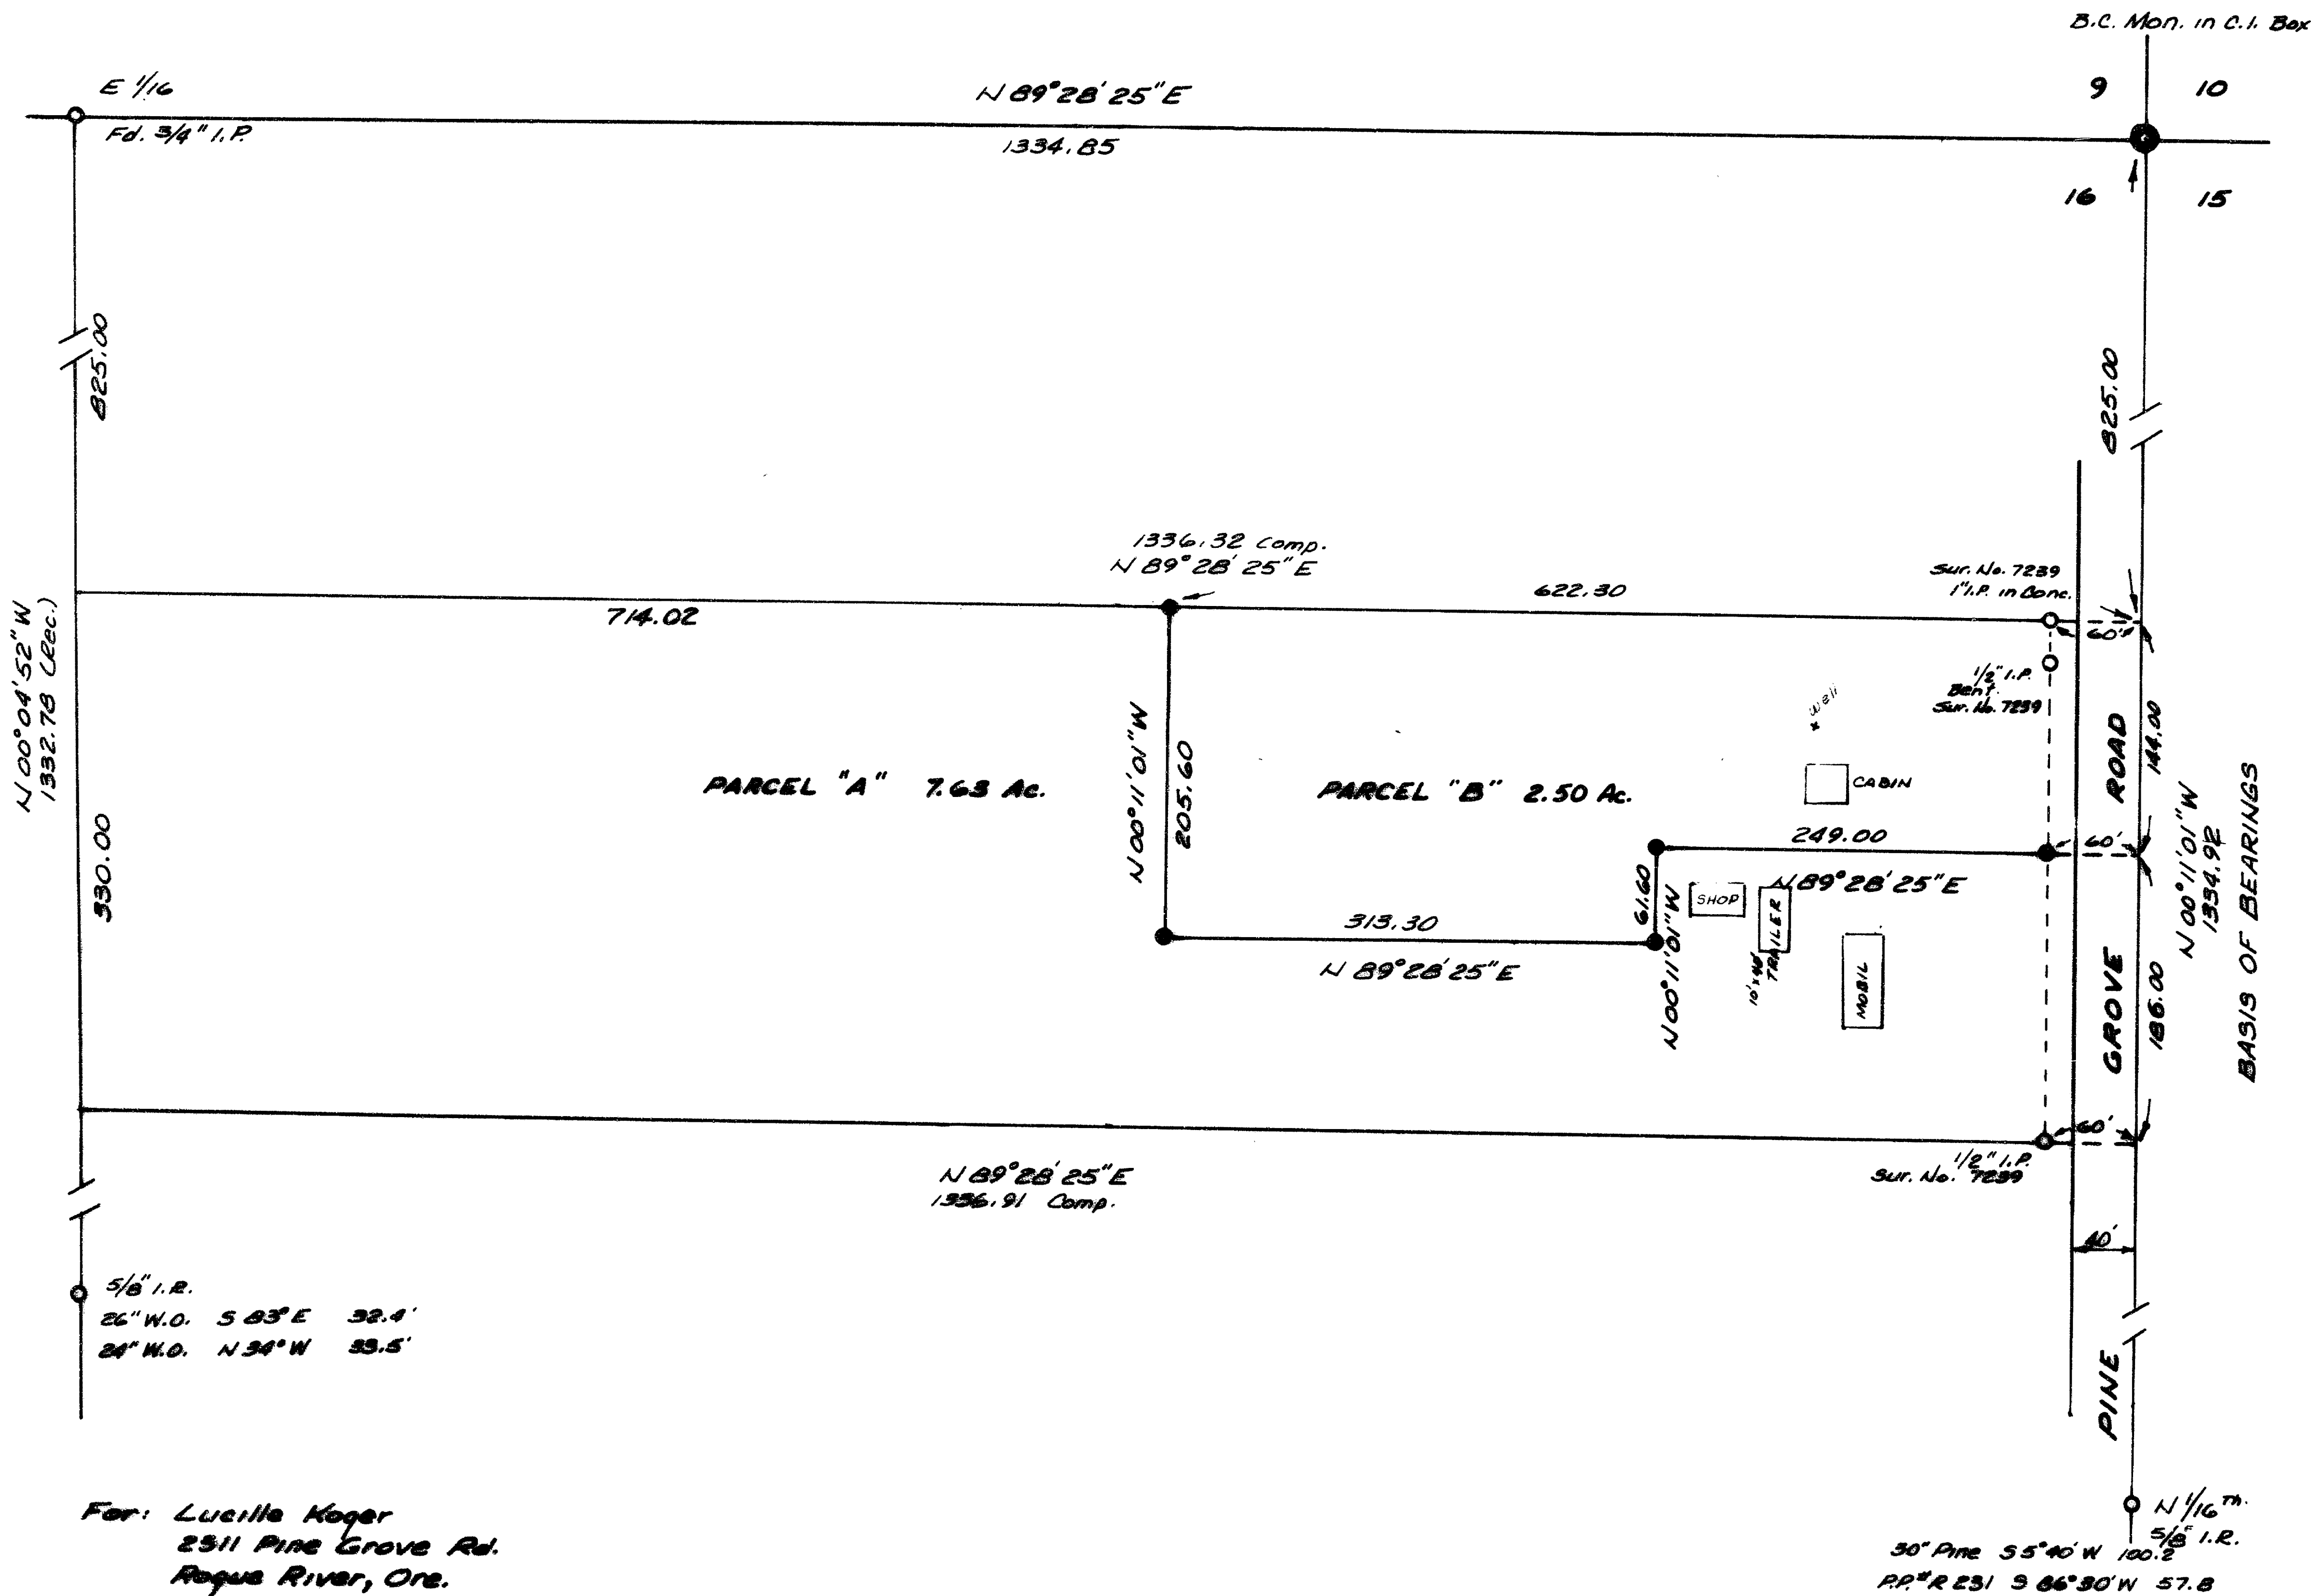 B.C. Mon. in C.I. Box
E 1/16
Fd. 3/4" I.P.
N 89° 28' 25" E
1334.85
9 10
16 15
825.00
825.00
N 00° 04' 52" W
1332.78 (Rec.)
330.00
1336.32 Comp.
N 89° 28' 25" E
714.02
622.30
Sur. No. 7239
1" I.P. in Conc.
60'
1/2" I.P.
Bent.
Sur. No. 7239
Well
N 00° 11' 01" W
205.60
PARCEL "A" 7.63 Ac.
PARCEL "B" 2.50 Ac.
CABIN
249.00
N 89° 28' 25" E
60'
144.00
61.60
N 00° 11' 01" W
SHOP
10' x 40'
TRAILER
MOBIL
313.30
N 89° 28' 25" E
186.00
N 00° 11' 01" W
1334.92
BASIS OF BEARINGS
PINE GROVE ROAD
60'
1/2" I.P.
Sur. No. 7239
N 89° 28' 25" E
1336.91 Comp.
40'
5/8" I.R.
26" W.O. S 83° E 32.4'
24" W.O. N 34° W 33.5'
N 1/16 Th.
5/8" I.R.
30" Pine S 5° 40' W 100.2
P.P.# R 231 S 86° 30' W 57.8
For: Lucille Koger
2311 Pine Grove Rd.
Rogue River, Ore.